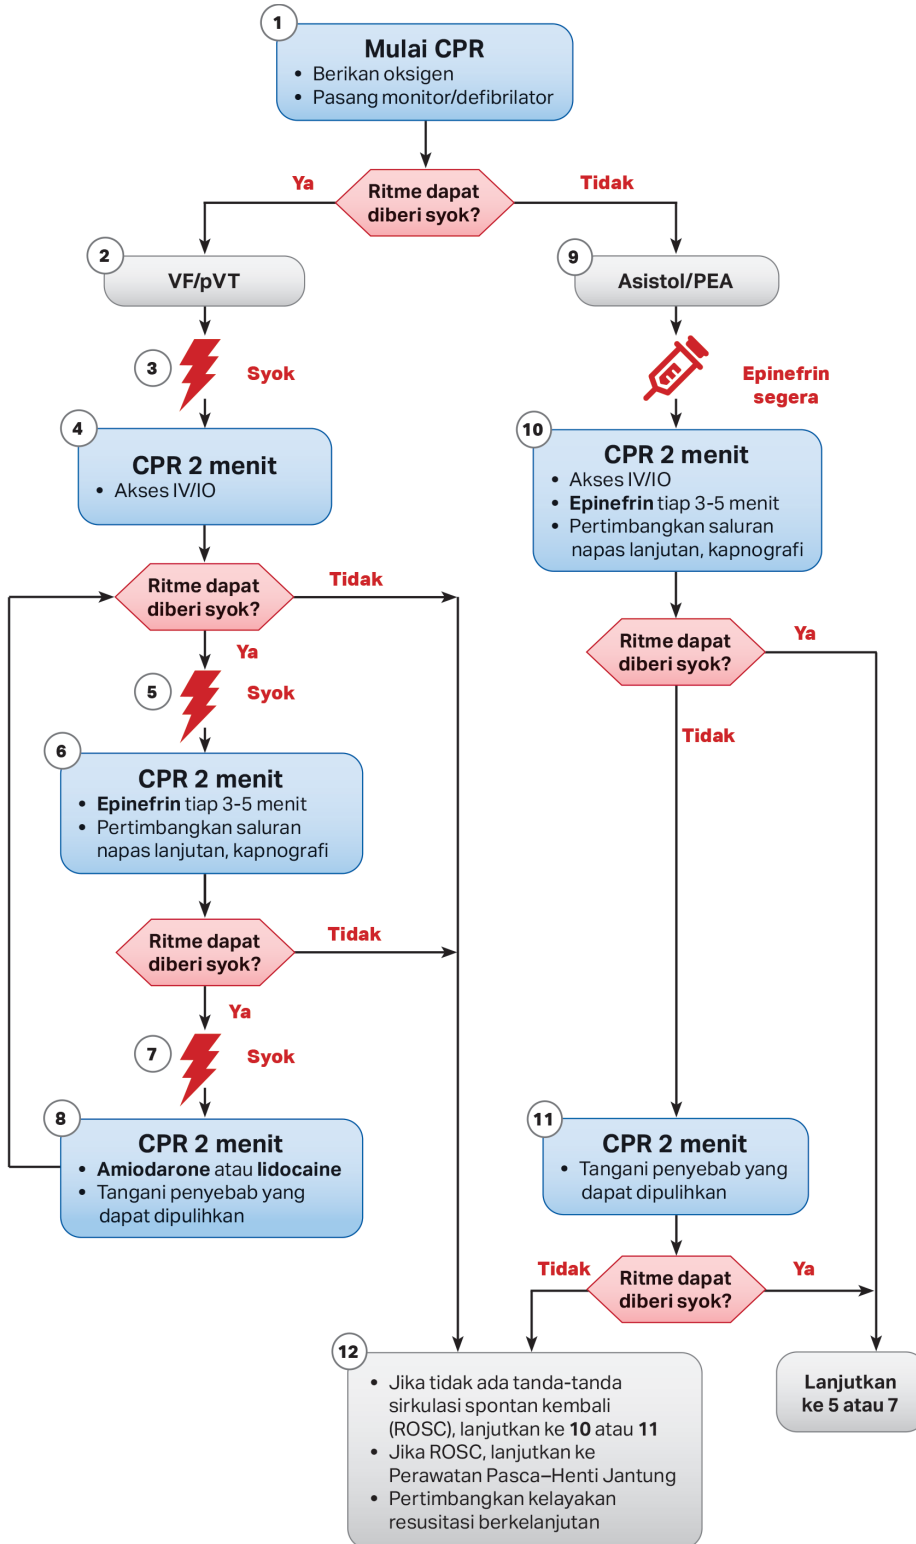 1
Mulai CPR
• Berikan oksigen
• Pasang monitor/defibrilator
Ritme dapat
diberi syok?
Ya
Tidak
2
VF/pVT
3
Syok
4
CPR 2 menit
• Akses IV/IO
Ritme dapat
diberi syok?
Tidak
Ya
5
Syok
6
CPR 2 menit
• Epinefrin tiap 3-5 menit
• Pertimbangkan saluran
napas lanjutan, kapnografi
Ritme dapat
diberi syok?
Tidak
Ya
7
Syok
8
CPR 2 menit
• Amiodarone atau lidocaine
• Tangani penyebab yang
dapat dipulihkan
9
Asistol/PEA
Epinefrin
segera
10
CPR 2 menit
• Akses IV/IO
• Epinefrin tiap 3-5 menit
• Pertimbangkan saluran
napas lanjutan, kapnografi
Ritme dapat
diberi syok?
Ya
Tidak
11
CPR 2 menit
• Tangani penyebab yang
dapat dipulihkan
Ritme dapat
diberi syok?
Tidak
Ya
12
• Jika tidak ada tanda-tanda
sirkulasi spontan kembali
(ROSC), lanjutkan ke 10 atau 11
• Jika ROSC, lanjutkan ke
Perawatan Pasca–Henti Jantung
• Pertimbangkan kelayakan
resusitasi berkelanjutan
Lanjutkan
ke 5 atau 7